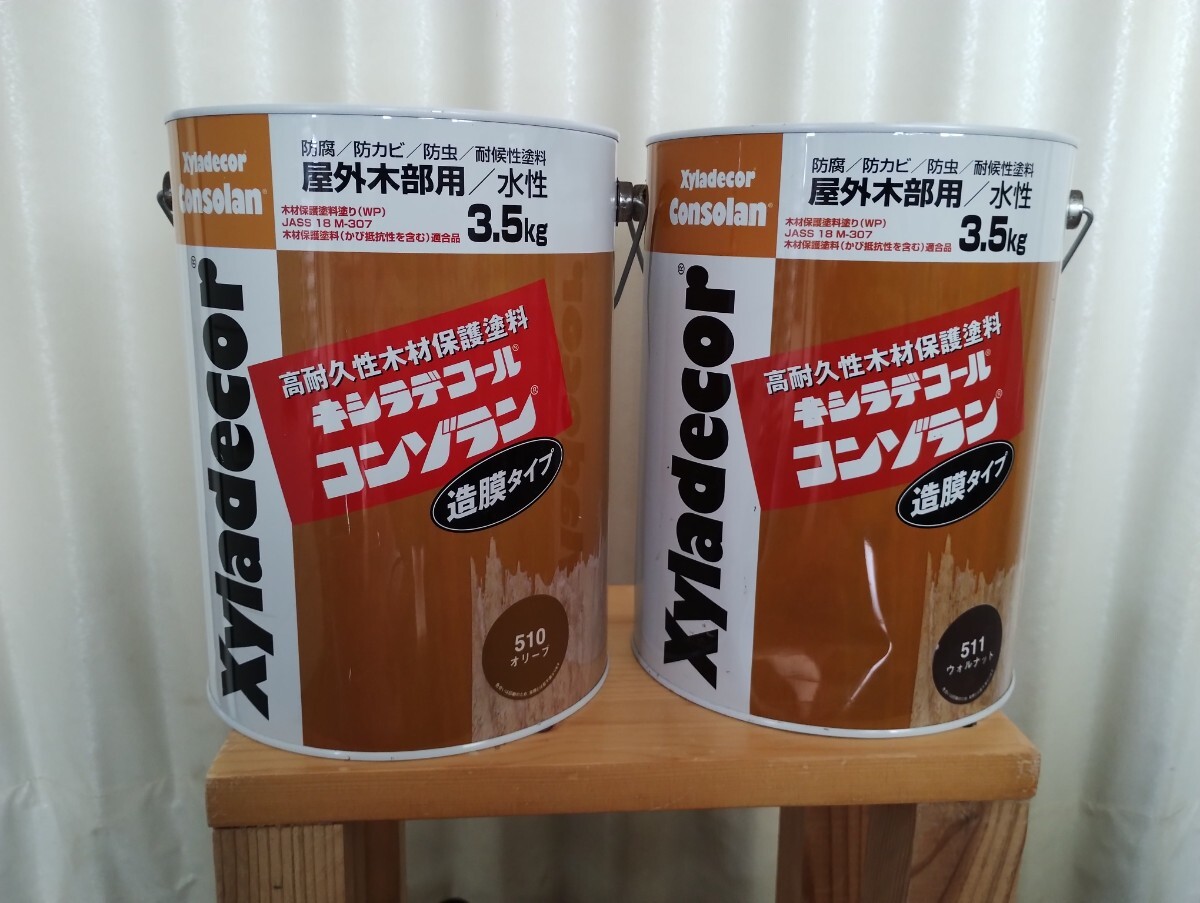 Xyladecor®
Consolan®
防腐／防カビ／防虫／耐候性塗料
屋外木部用／水性
木材保護塗料塗り(WP)
JASS 18 M-307
木材保護塗料(かび抵抗性を含む)適合品
3.5kg
Xyladecor®
高耐久性木材保護塗料
キシラデコール®
コンゾラン®
造膜タイプ
510
オリーブ
Xyladecor®
Consolan®
防腐／防カビ／防虫／耐候性塗料
屋外木部用／水性
木材保護塗料塗り(WP)
JASS 18 M-307
木材保護塗料(かび抵抗性を含む)適合品
3.5kg
Xyladecor®
高耐久性木材保護塗料
キシラデコール®
コンゾラン®
造膜タイプ
511
ウォルナット